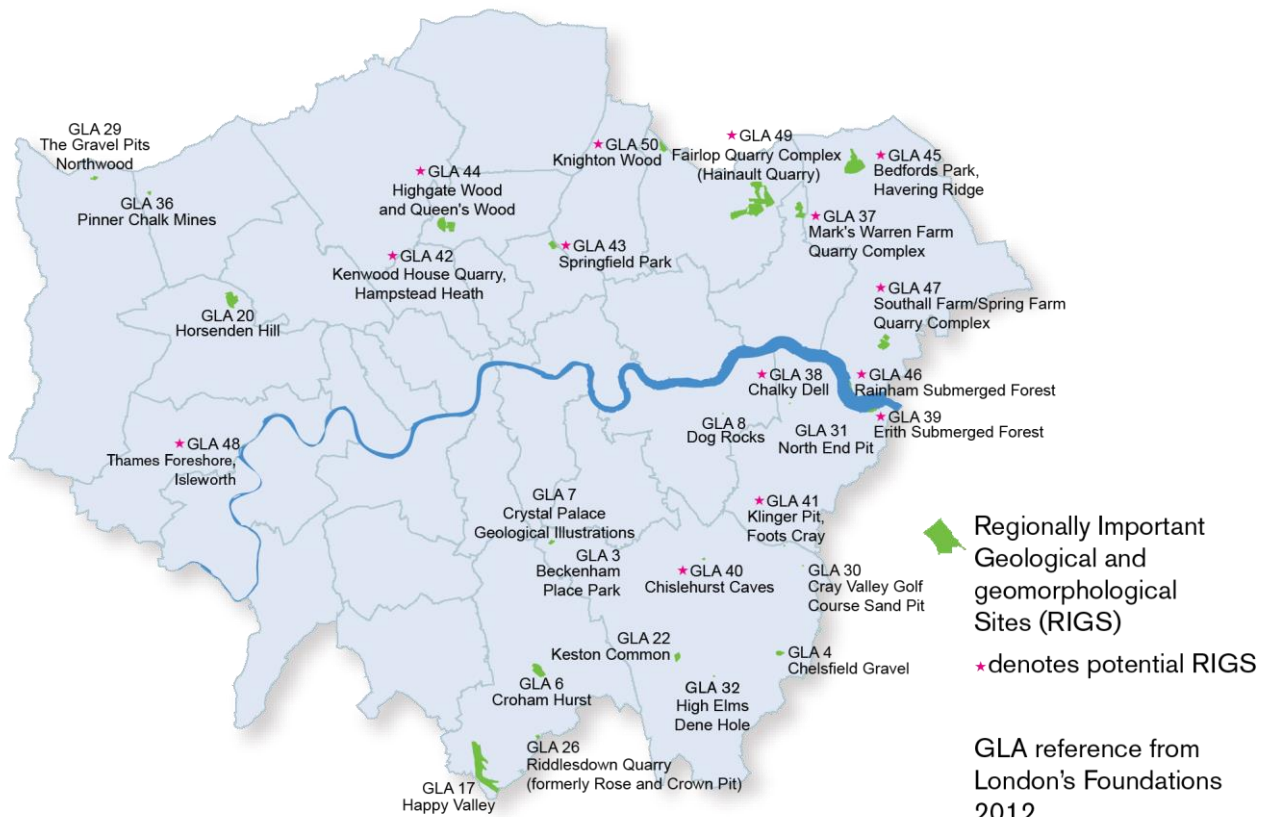 GLA 29
The Gravel Pits
Northwood
GLA 36
Pinner Chalk Mines
GLA 44
Highgate Wood
and Queen's Wood
GLA 50
Knighton Wood
GLA 49
Fairlop Quarry Complex
(Hainault Quarry)
GLA 45
Bedfords Park,
Havering Ridge
GLA 37
Mark's Warren Farm
Quarry Complex
GLA 43
Springfield Park
GLA 42
Kenwood House Quarry,
Hampstead Heath
GLA 47
Southall Farm/Spring Farm
Quarry Complex
GLA 20
Horsenden Hill
GLA 38
Chalky Dell
GLA 46
Rainham Submerged Forest
GLA 39
Erith Submerged Forest
GLA 8
Dog Rocks
GLA 31
North End Pit
GLA 48
Thames Foreshore,
Isleworth
GLA 7
Crystal Palace
Geological Illustrations
GLA 41
Klinger Pit,
Foots Cray
GLA 3
Beckenham
Place Park
GLA 40
Chislehurst Caves
GLA 30
Cray Valley Golf
Course Sand Pit
GLA 22
Keston Common
GLA 4
Chelsfield Gravel
GLA 6
Croham Hurst
GLA 32
High Elms
Dene Hole
GLA 26
Riddlesdown Quarry
(formerly Rose and Crown Pit)
GLA 17
Happy Valley
Regionally Important
Geological and
geomorphological
Sites (RIGS)
★denotes potential RIGS
GLA reference from
London's Foundations
2012